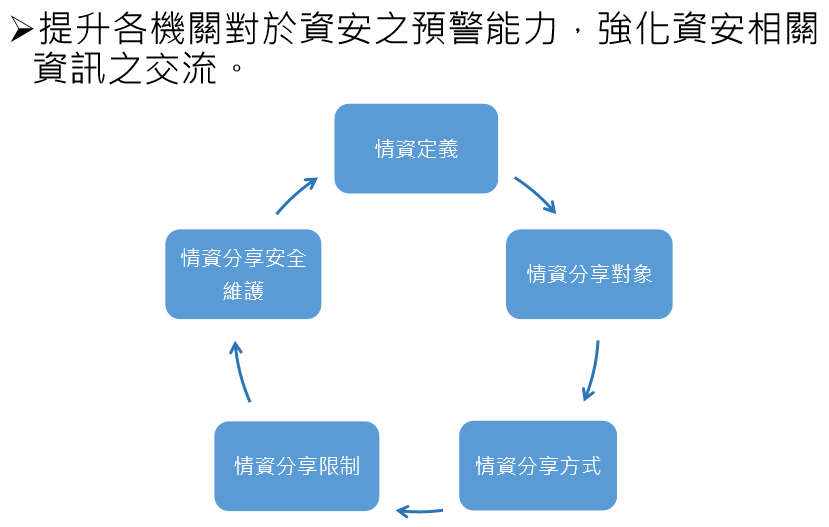 ➢提升各機關對於資安之預警能力，強化資安相關
資訊之交流。
情資定義
情資分享對象
情資分享方式
情資分享限制
情資分享安全
維護